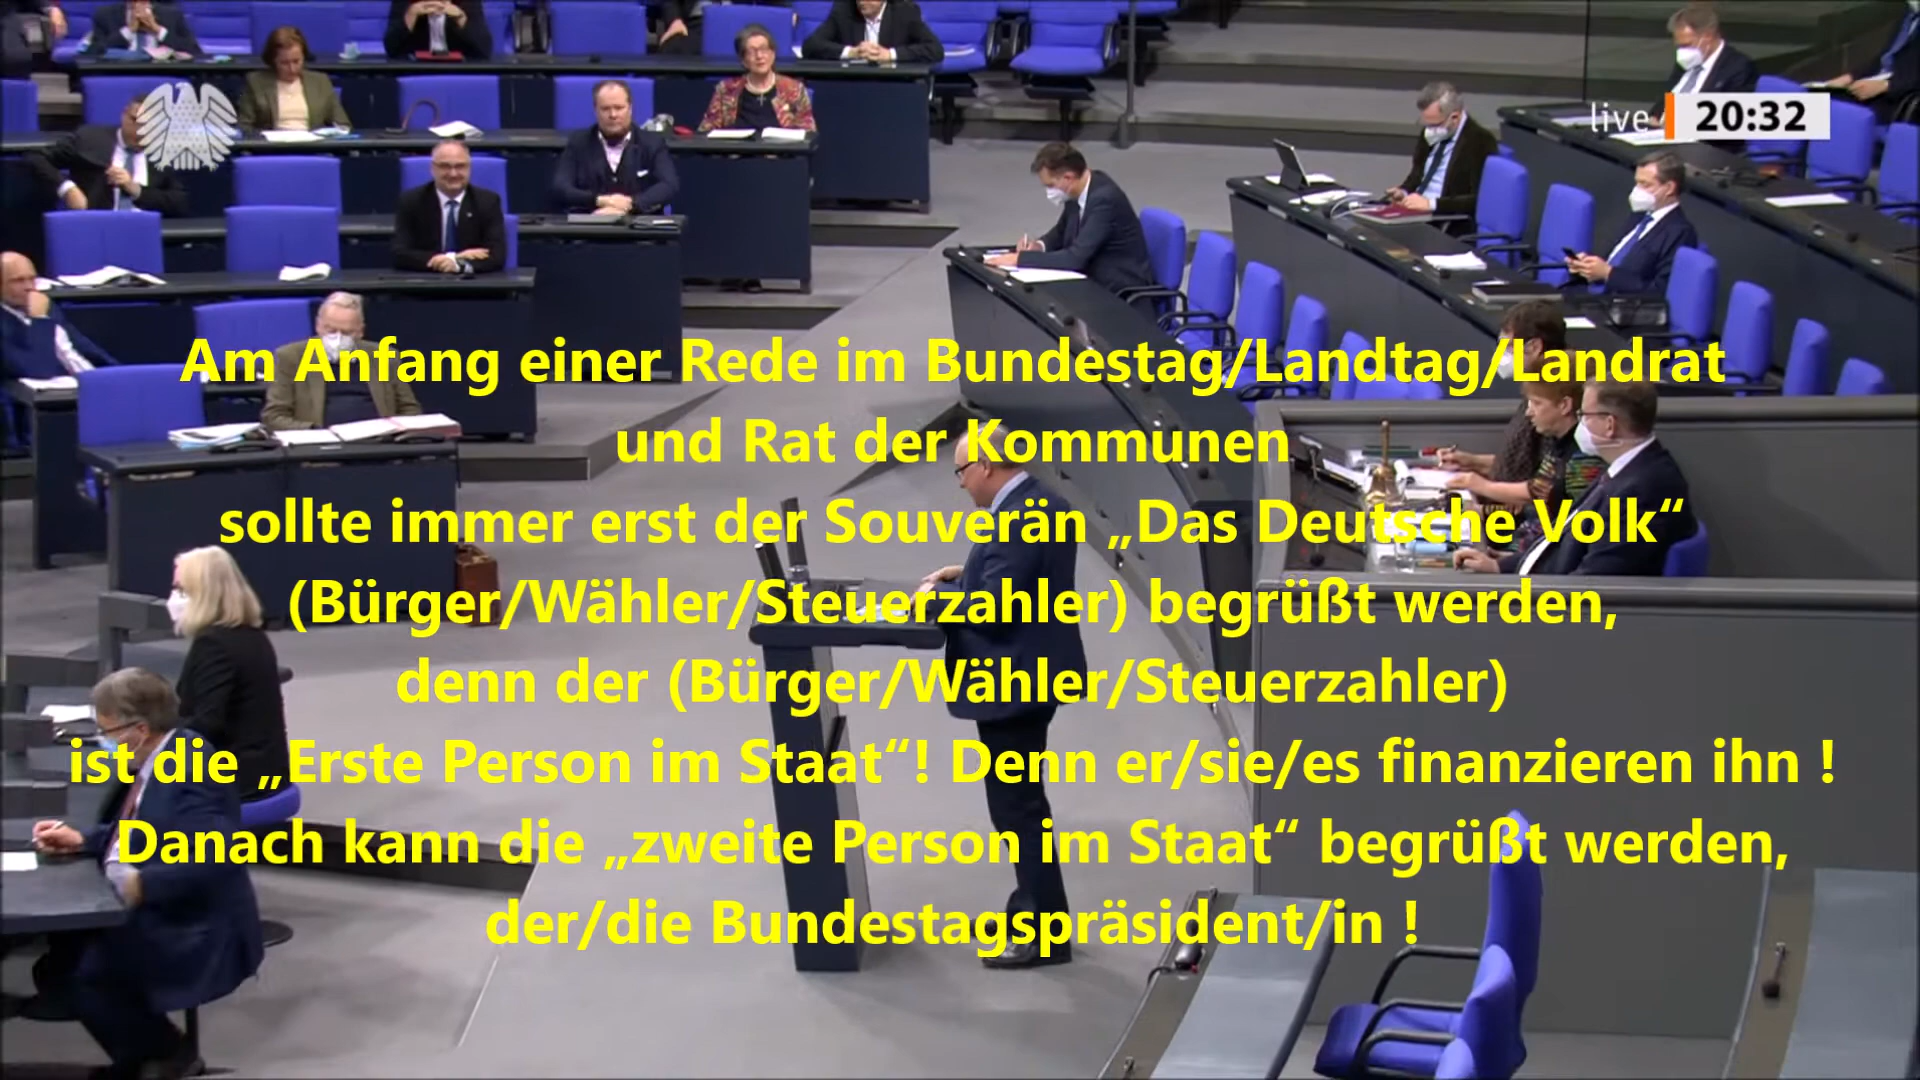 live 20:32
Am Anfang einer Rede im Bundestag/Landtag/Landrat
und Rat der Kommunen
sollte immer erst der Souverän „Das Deutsche Volk“
(Bürger/Wähler/Steuerzahler) begrüßt werden,
denn der (Bürger/Wähler/Steuerzahler)
ist die „Erste Person im Staat“! Denn er/sie/es finanzieren ihn !
Danach kann die „zweite Person im Staat“ begrüßt werden,
der/die Bundestagspräsident/in !